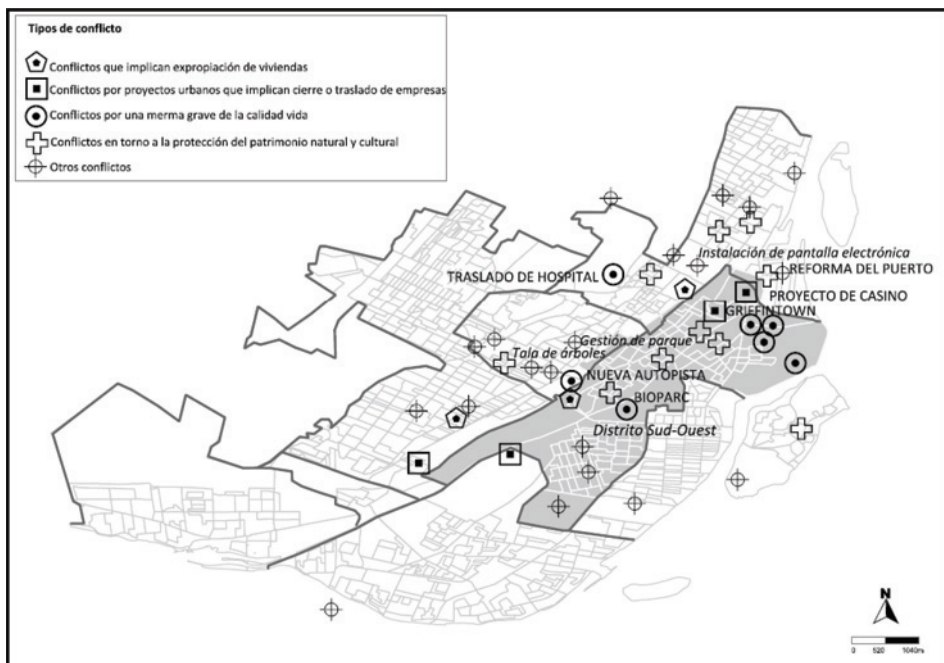 Tipos de conflicto
Conflictos que implican expropiación de viviendas
Conflictos por proyectos urbanos que implican cierre o traslado de empresas
Conflictos por una merma grave de la calidad vida
Conflictos en torno a la protección del patrimonio natural y cultural
Otros conflictos
Instalación de pantalla electrónica
TRASLADO DE HOSPITAL
REFORMA DEL PUERTO
PROYECTO DE CASINO
GRIFFINTOWN
Gestión de parque
Tala de árboles
NUEVA AUTOPISTA
BIOPARC
Distrito Sud-Ouest
N
0 520 1040m